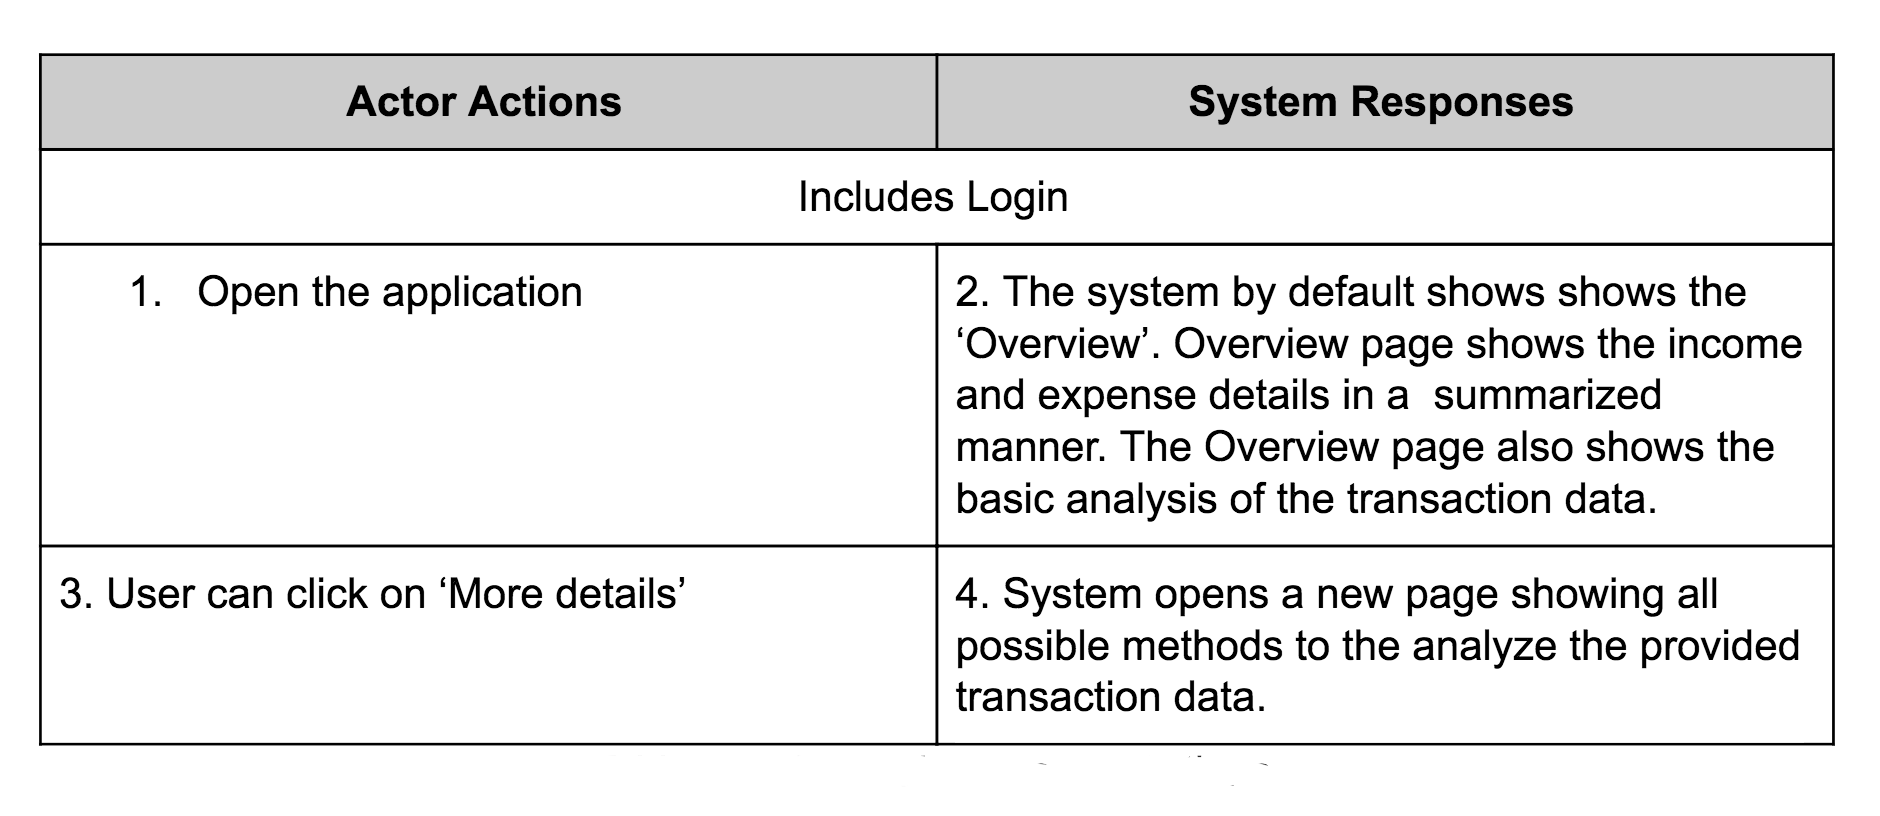 Actor Actions
System Responses
Includes Login
1. Open the application
2. The system by default shows shows the
‘Overview’. Overview page shows the income
and expense details in a  summarized
manner. The Overview page also shows the
basic analysis of the transaction data.
3. User can click on ‘More details’
4. System opens a new page showing all
possible methods to the analyze the provided
transaction data.